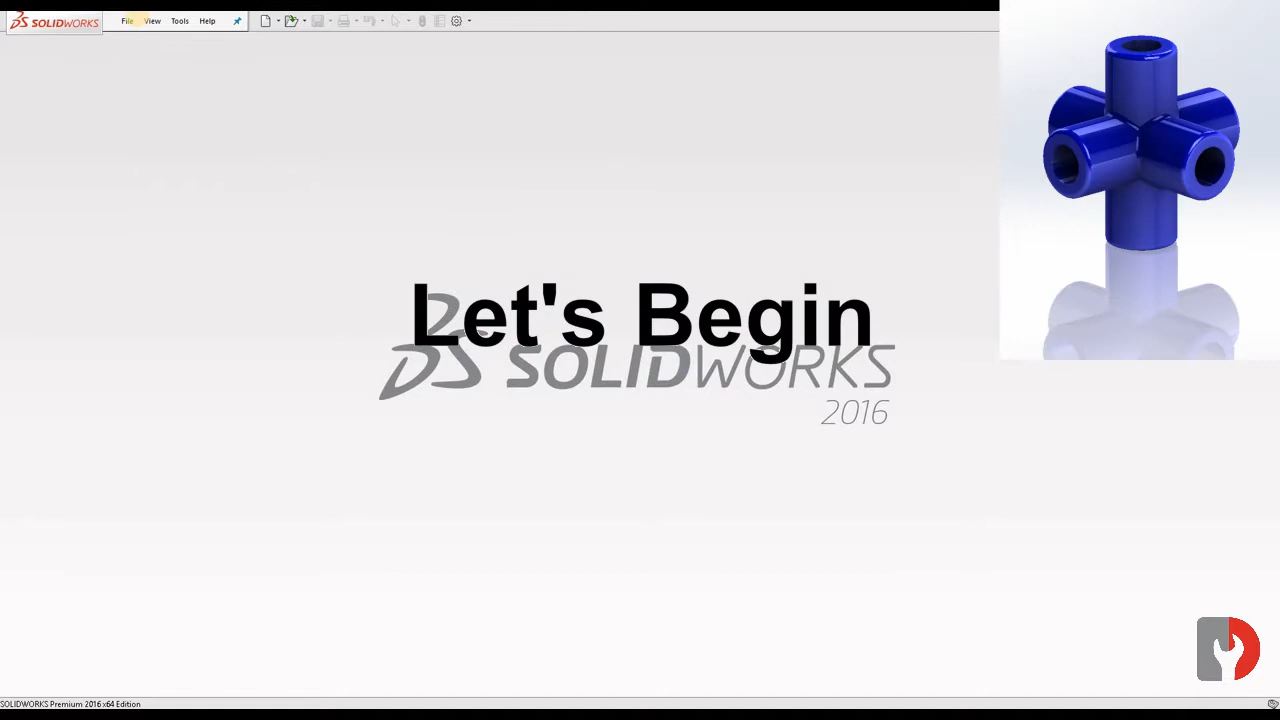 SOLIDWORKS File View Tools Help
Let's Begin
SOLIDWORKS
2016
SOLIDWORKS Premium 2016 x64 Edition